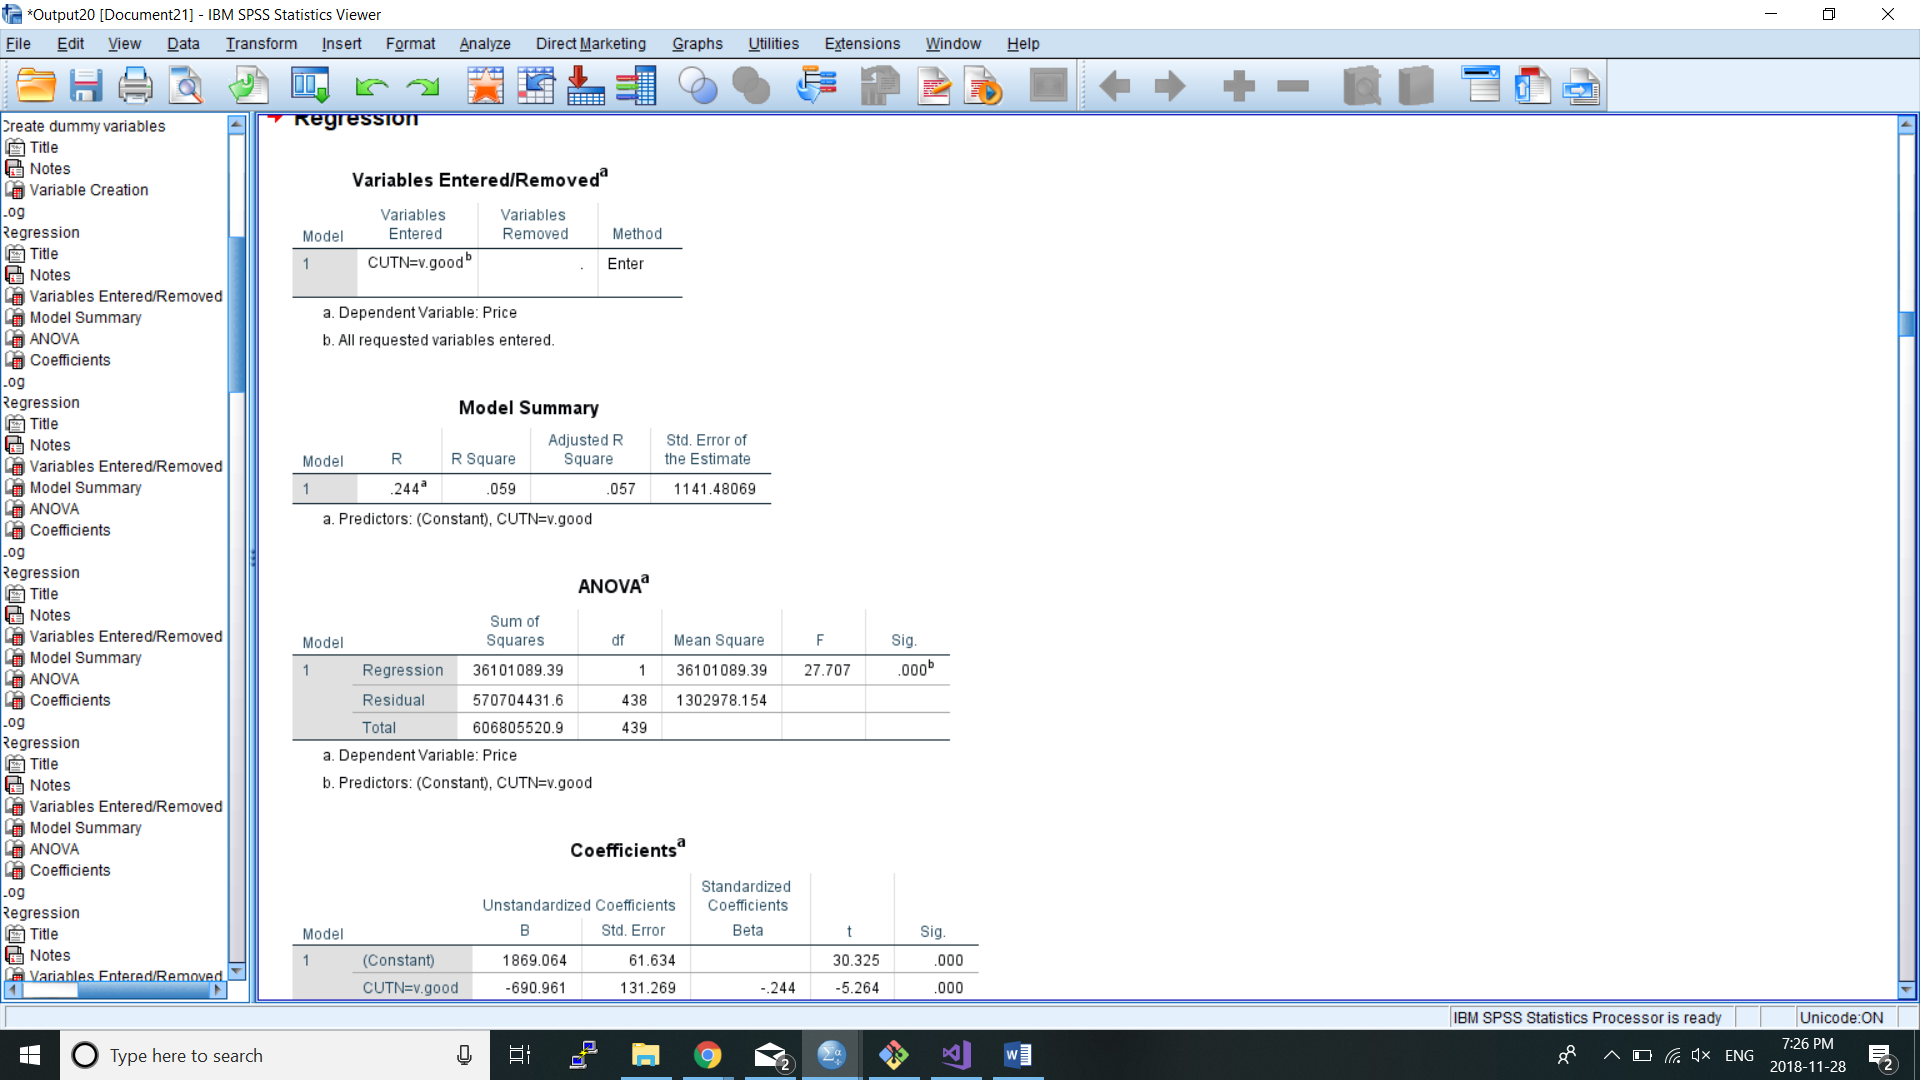 *Output20 [Document21] - IBM SPSS Statistics Viewer
File Edit View Data Transform Insert Format Analyze Direct Marketing Graphs Utilities Extensions Window Help
Create dummy variables
Title
Notes
Variable Creation
Log
Regression
Title
Notes
Variables Entered/Removed
Model Summary
ANOVA
Coefficients
Log
Regression
Title
Notes
Variables Entered/Removed
Model Summary
ANOVA
Coefficients
Log
Regression
Title
Notes
Variables Entered/Removed
Model Summary
ANOVA
Coefficients
Log
Regression
Title
Notes
Variables Entered/Removed
Model Summary
ANOVA
Coefficients
Log
Regression
Title
Notes
Variables Entered/Removed
Regression
Variables Entered/Removedᵃ
Model Variables Entered Variables Removed Method
1 CUTN=v.goodᵇ . Enter
a. Dependent Variable: Price
b. All requested variables entered.
Model Summary
Model R R Square Adjusted R Square Std. Error of the Estimate
1 .244ᵃ .059 .057 1141.48069
a. Predictors: (Constant), CUTN=v.good
ANOVAᵃ
Model Sum of Squares df Mean Square F Sig.
1 Regression 36101089.39 1 36101089.39 27.707 .000ᵇ
Residual 570704431.6 438 1302978.154
Total 606805520.9 439
a. Dependent Variable: Price
b. Predictors: (Constant), CUTN=v.good
Coefficientsᵃ
Unstandardized Coefficients Standardized Coefficients
Model B Std. Error Beta t Sig.
1 (Constant) 1869.064 61.634 30.325 .000
CUTN=v.good -690.961 131.269 -.244 -5.264 .000
IBM SPSS Statistics Processor is ready Unicode:ON
Type here to search
2
ENG
7:26 PM
2018-11-28
2